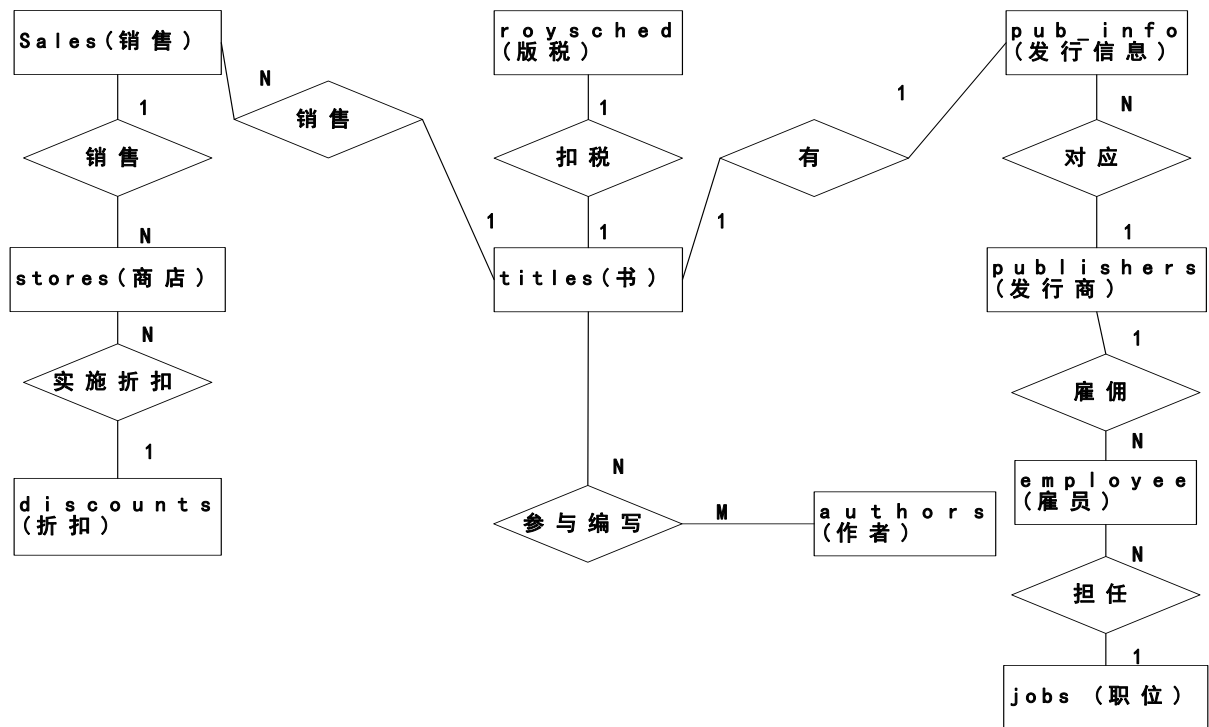 Sales(销售)
roysched
(版税)
pub_info
(发行信息)
N
1
1
1
N
销售
销售
扣税
有
对应
N
1
1
1
1
stores(商店)
titles(书)
publishers
(发行商)
N
1
实施折扣
雇佣
1
N
N
discounts
(折扣)
参与编写
M
authors
(作者)
employee
(雇员)
N
担任
1
jobs (职位)